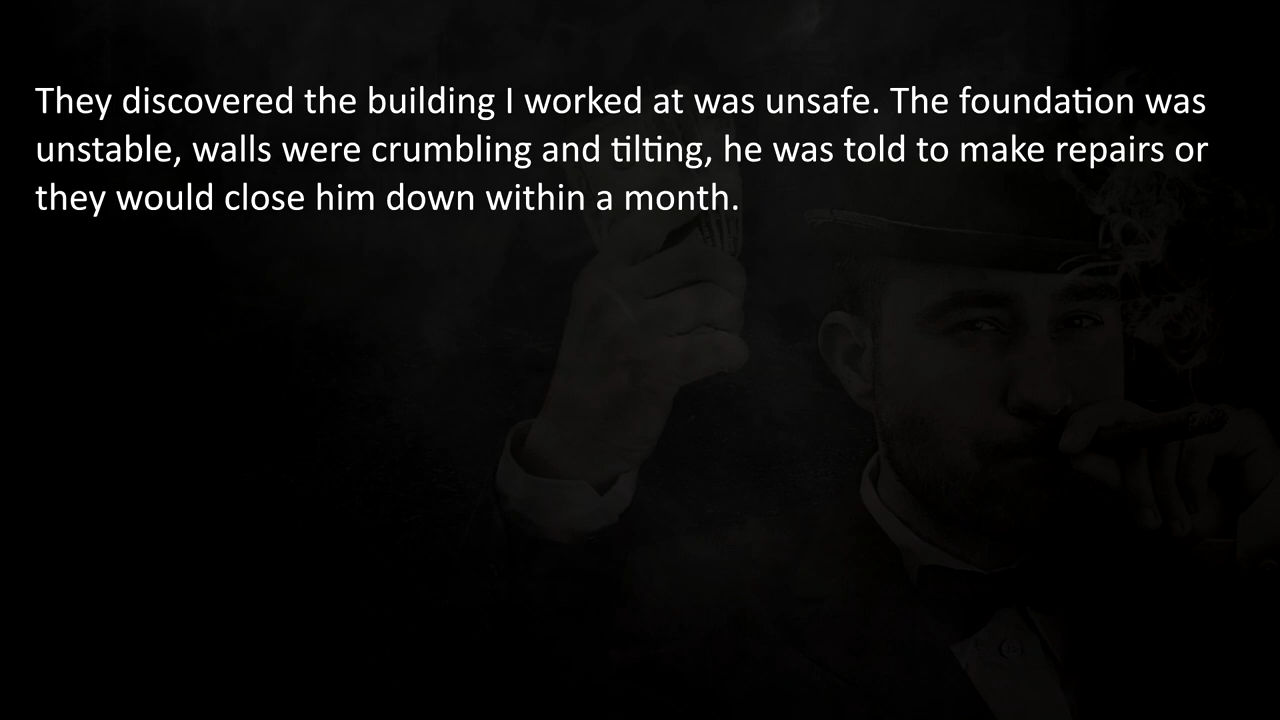 They discovered the building I worked at was unsafe. The foundation was
unstable, walls were crumbling and tilting, he was told to make repairs or
they would close him down within a month.